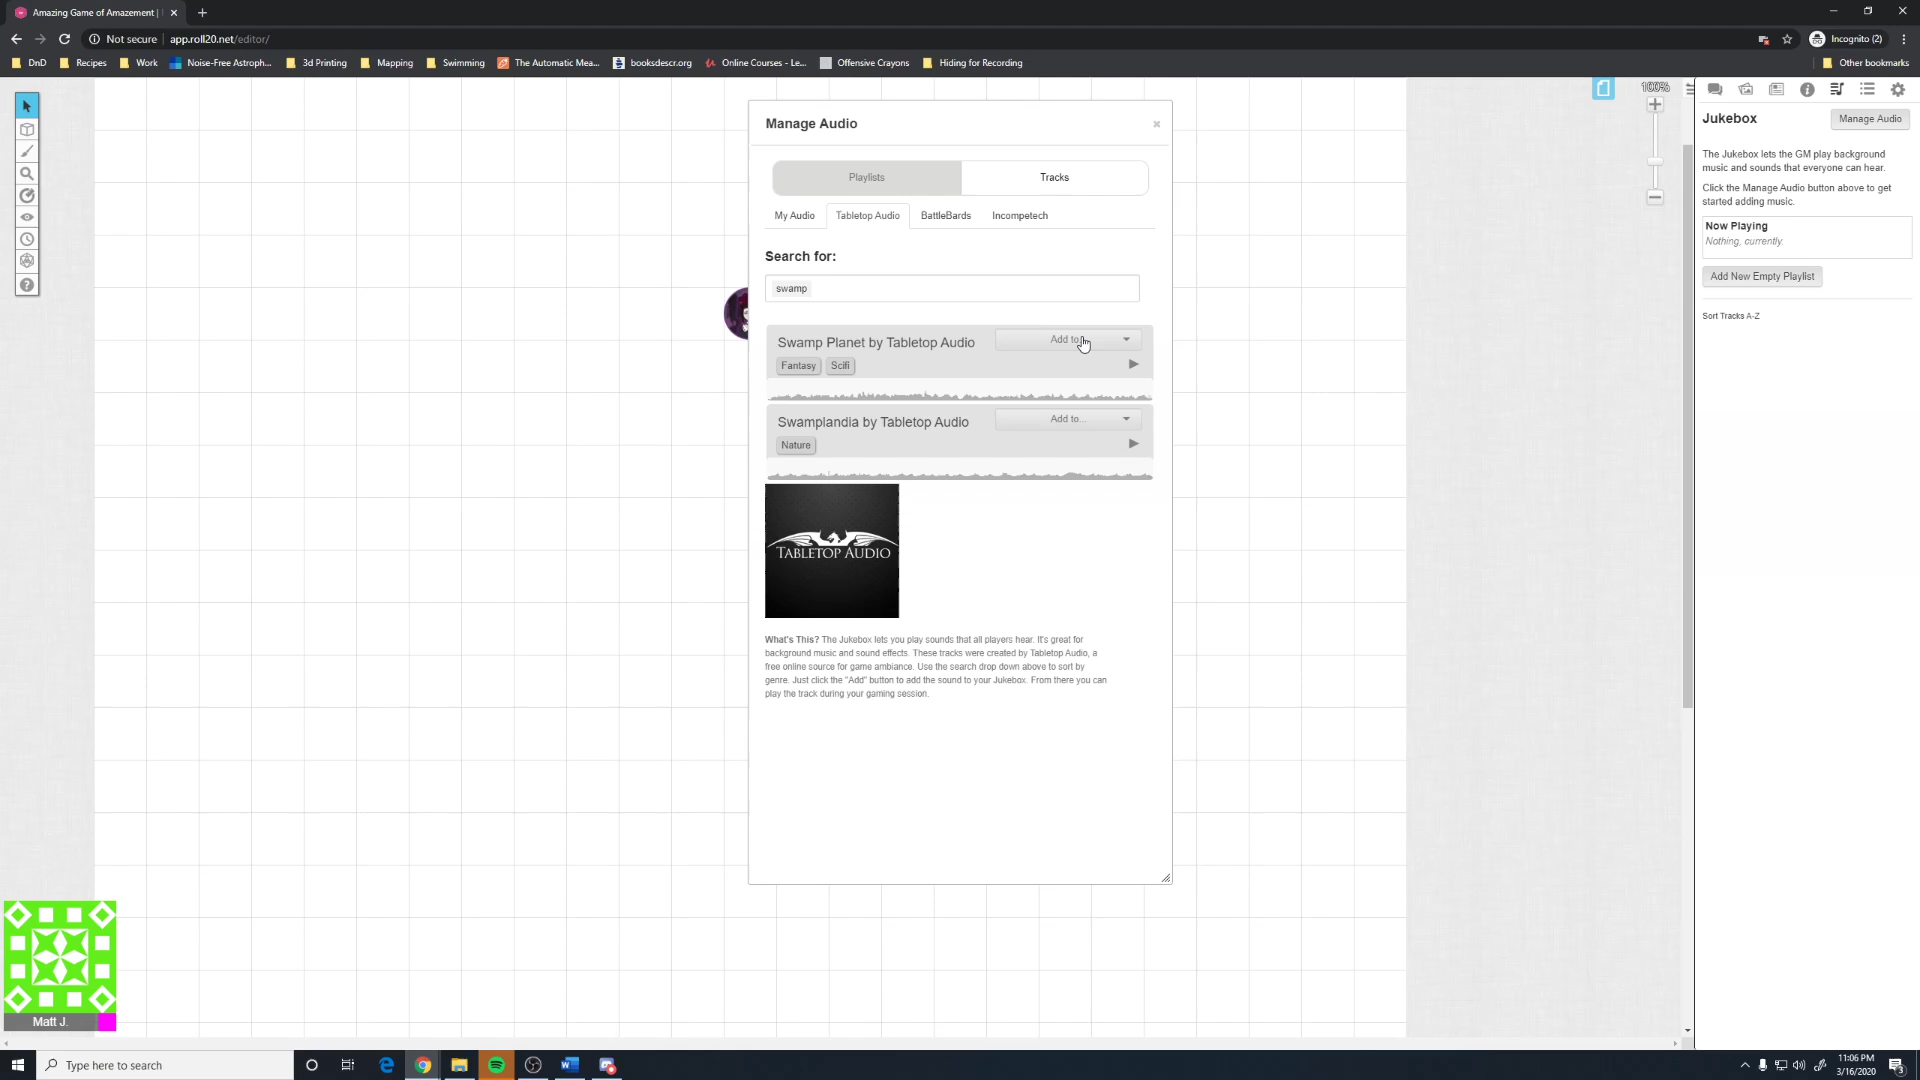 Amazing Game of Amazement |
Not secure
app.roll20.net/editor/
Incognito (2)
DnD
Recipes
Work
Noise-Free Astroph...
3d Printing
Mapping
Swimming
The Automatic Mea...
booksdescr.org
Online Courses - Le...
Offensive Crayons
Hiding for Recording
Other bookmarks
100%
Manage Audio
Playlists
Tracks
My Audio
Tabletop Audio
BattleBards
Incompetech
Search for:
swamp
Swamp Planet by Tabletop Audio
Add to...
Fantasy
Scifi
Swamplandia by Tabletop Audio
Add to...
Nature
TABLETOP AUDIO
What's This? The Jukebox lets you play sounds that all players hear. It's great for
background music and sound effects. These tracks were created by Tabletop Audio, a
free online source for game ambiance. Use the search drop down above to sort by
genre. Just click the "Add" button to add the sound to your Jukebox. From there you can
play the track during your gaming session.
Jukebox
Manage Audio
The Jukebox lets the GM play background
music and sounds that everyone can hear.
Click the Manage Audio button above to get
started adding music.
Now Playing
Nothing, currently.
Add New Empty Playlist
Sort Tracks A-Z
Matt J.
Type here to search
11:06 PM
3/16/2020
3